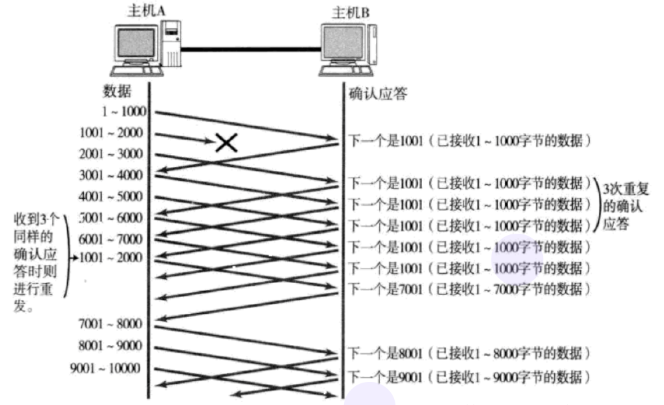 主机A
主机B
数据
确认应答
1~1000
1001~2000
下一个是1001（已接收1~1000字节的数据）
2001~3000
3001~4000
下一个是1001（已接收1~1000字节的数据）
4001~5000
下一个是1001（已接收1~1000字节的数据）
3次重复
的确认
应答
收到3个
同样的
确认应
答时则
进行重
发。
5001~6000
下一个是1001（已接收1~1000字节的数据）
6001~7000
下一个是1001（已接收1~1000字节的数据）
1001~2000
下一个是1001（已接收1~1000字节的数据）
下一个是7001（已接收1~7000字节的数据）
7001~8000
8001~9000
下一个是8001（已接收1~8000字节的数据）
9001~10000
下一个是9001（已接收1~9000字节的数据）